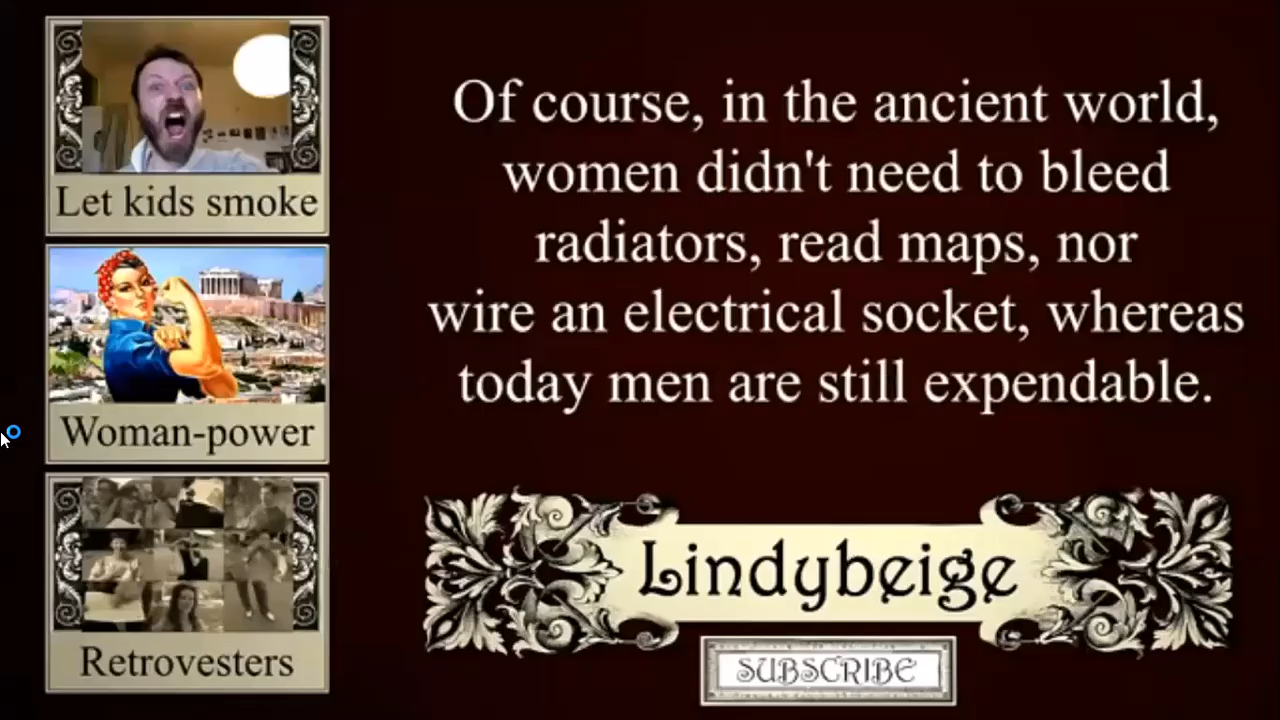 Let kids smoke
Woman-power
Retrovesters
Of course, in the ancient world,
women didn't need to bleed
radiators, read maps, nor
wire an electrical socket, whereas
today men are still expendable.
Lindybeige
SUBSCRIBE